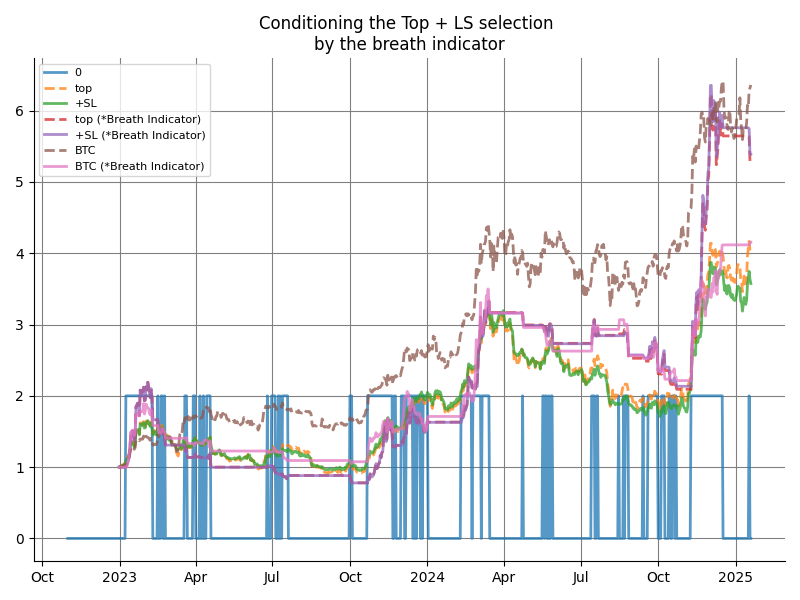 Conditioning the Top + LS selection
by the breath indicator
0
top
+SL
top (*Breath Indicator)
+SL (*Breath Indicator)
BTC
BTC (*Breath Indicator)
6
5
4
3
2
1
0
Oct
2023
Apr
Jul
Oct
2024
Apr
Jul
Oct
2025